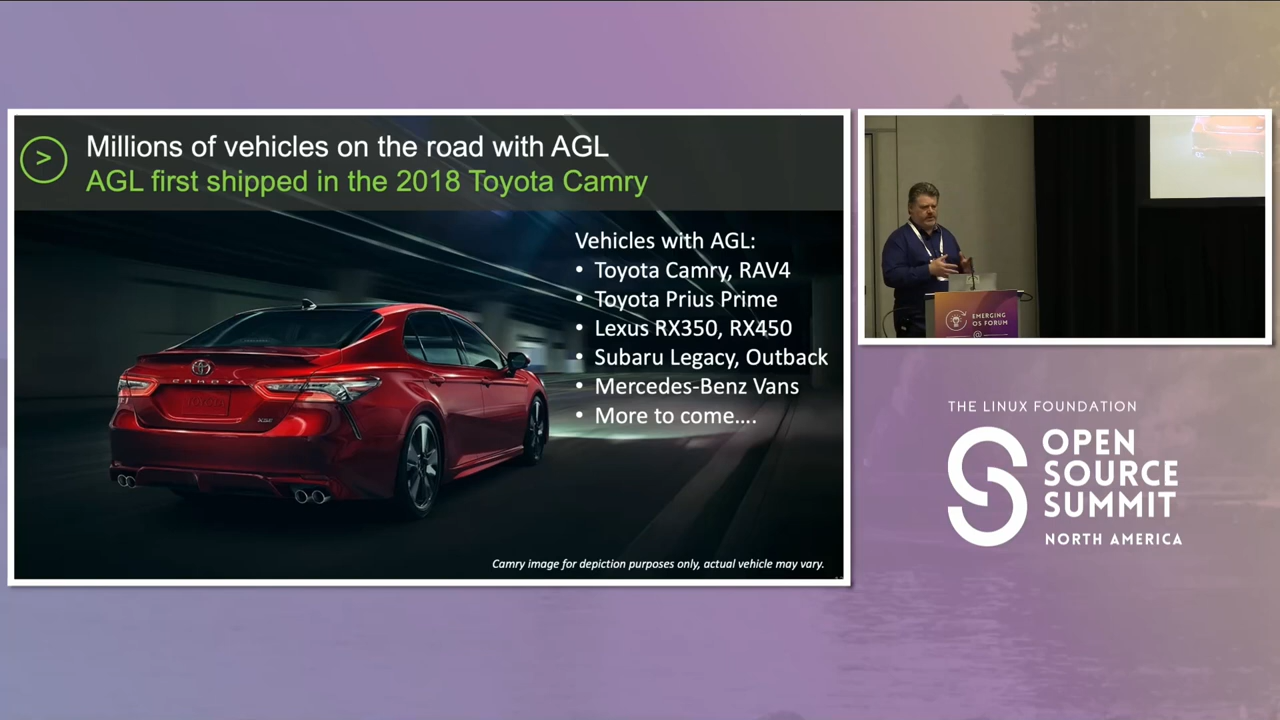 >
Millions of vehicles on the road with AGL
AGL first shipped in the 2018 Toyota Camry
Vehicles with AGL:
• Toyota Camry, RAV4
• Toyota Prius Prime
• Lexus RX350, RX450
• Subaru Legacy, Outback
• Mercedes-Benz Vans
• More to come….
CAMRY
XSE
Camry image for depiction purposes only, actual vehicle may vary.
EMERGING
OS FORUM
THE LINUX FOUNDATION
OPEN
SOURCE
SUMMIT
NORTH AMERICA